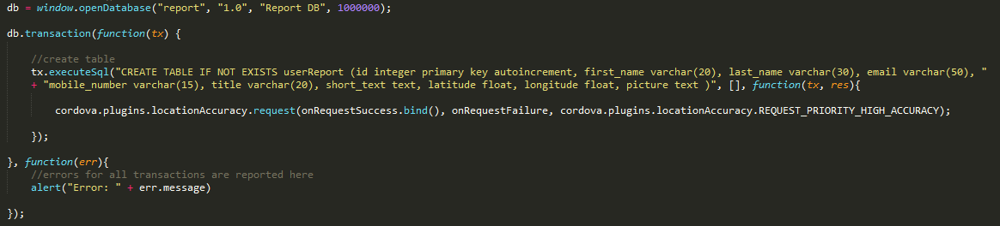 db = window.openDatabase("report", "1.0", "Report DB", 1000000);
db.transaction(function(tx) {
//create table
tx.executeSql("CREATE TABLE IF NOT EXISTS userReport (id integer primary key autoincrement, first_name varchar(20), last_name varchar(30), email varchar(50), "
+ "mobile_number varchar(15), title varchar(20), short_text text, latitude float, longitude float, picture text )", [], function(tx, res){
cordova.plugins.locationAccuracy.request(onRequestSuccess.bind(), onRequestFailure, cordova.plugins.locationAccuracy.REQUEST_PRIORITY_HIGH_ACCURACY);
});
}, function(err){
//errors for all transactions are reported here
alert("Error: " + err.message)
});